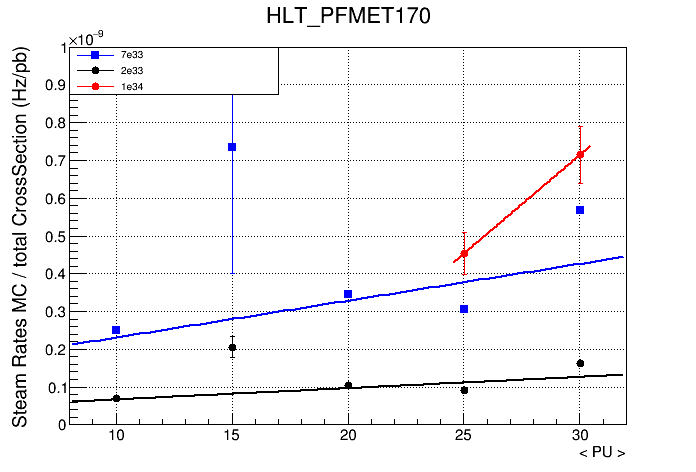 HLT_PFMET170
×10⁻⁹
Steam Rates MC / total CrossSection (Hz/pb)
7e33
2e33
1e34
1
0.9
0.8
0.7
0.6
0.5
0.4
0.3
0.2
0.1
0
10 15 20 25 30
< PU >